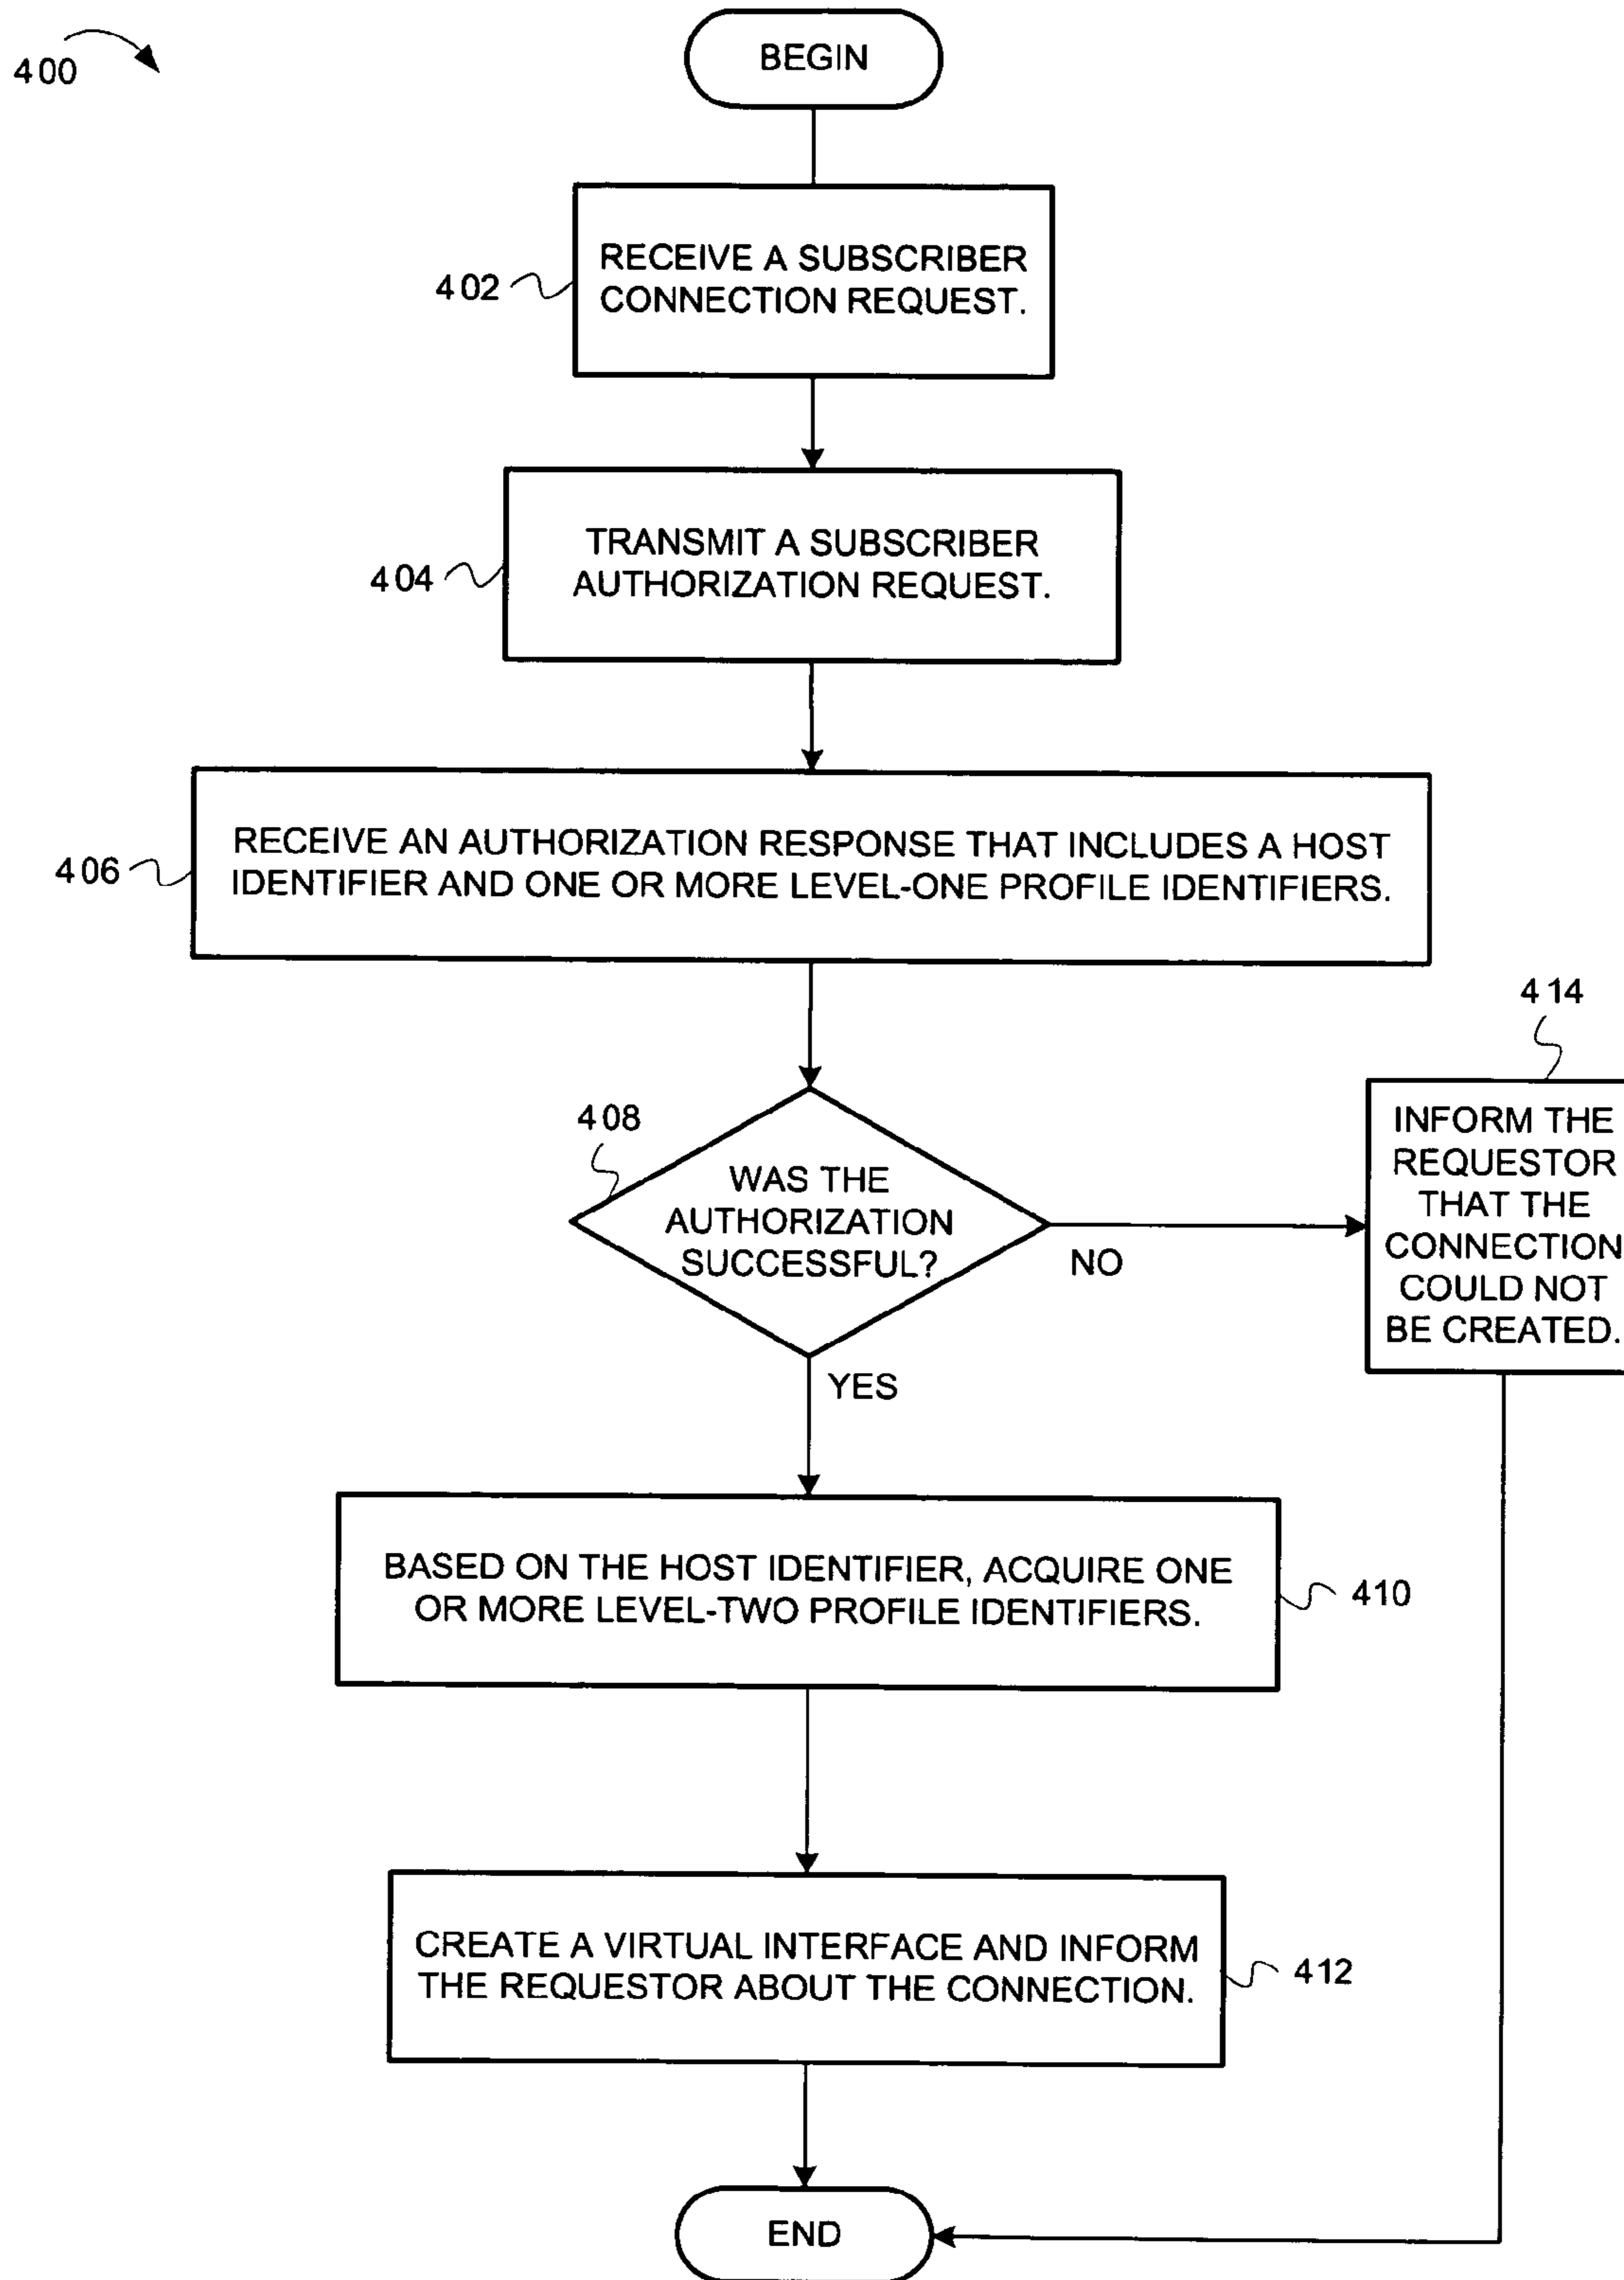 400
BEGIN
402
RECEIVE A SUBSCRIBER
CONNECTION REQUEST.
404
TRANSMIT A SUBSCRIBER
AUTHORIZATION REQUEST.
406
RECEIVE AN AUTHORIZATION RESPONSE THAT INCLUDES A HOST
IDENTIFIER AND ONE OR MORE LEVEL-ONE PROFILE IDENTIFIERS.
408
WAS THE
AUTHORIZATION
SUCCESSFUL?
NO
414
INFORM THE
REQUESTOR
THAT THE
CONNECTION
COULD NOT
BE CREATED.
YES
BASED ON THE HOST IDENTIFIER, ACQUIRE ONE
OR MORE LEVEL-TWO PROFILE IDENTIFIERS.
410
CREATE A VIRTUAL INTERFACE AND INFORM
THE REQUESTOR ABOUT THE CONNECTION.
412
END